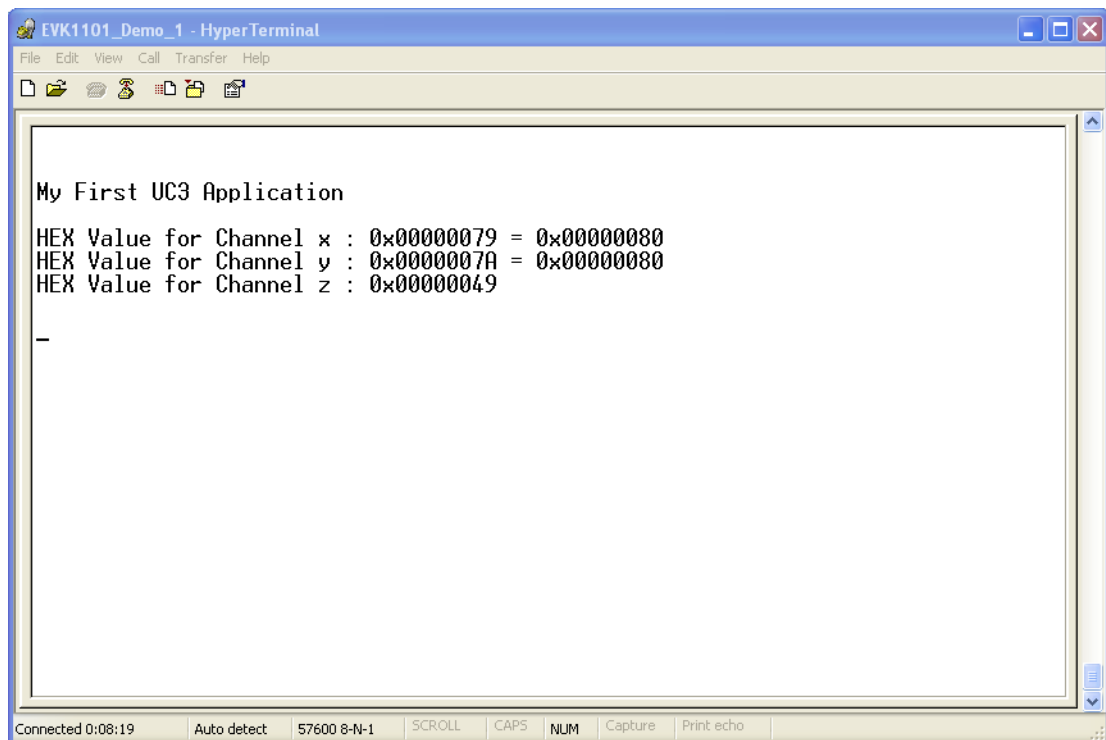 EVK1101_Demo_1 - HyperTerminal
File Edit View Call Transfer Help
My First UC3 Application
HEX Value for Channel x : 0x00000079 = 0x00000080
HEX Value for Channel y : 0x0000007A = 0x00000080
HEX Value for Channel z : 0x00000049
_
Connected 0:08:19 Auto detect 57600 8-N-1 SCROLL CAPS NUM Capture Print echo